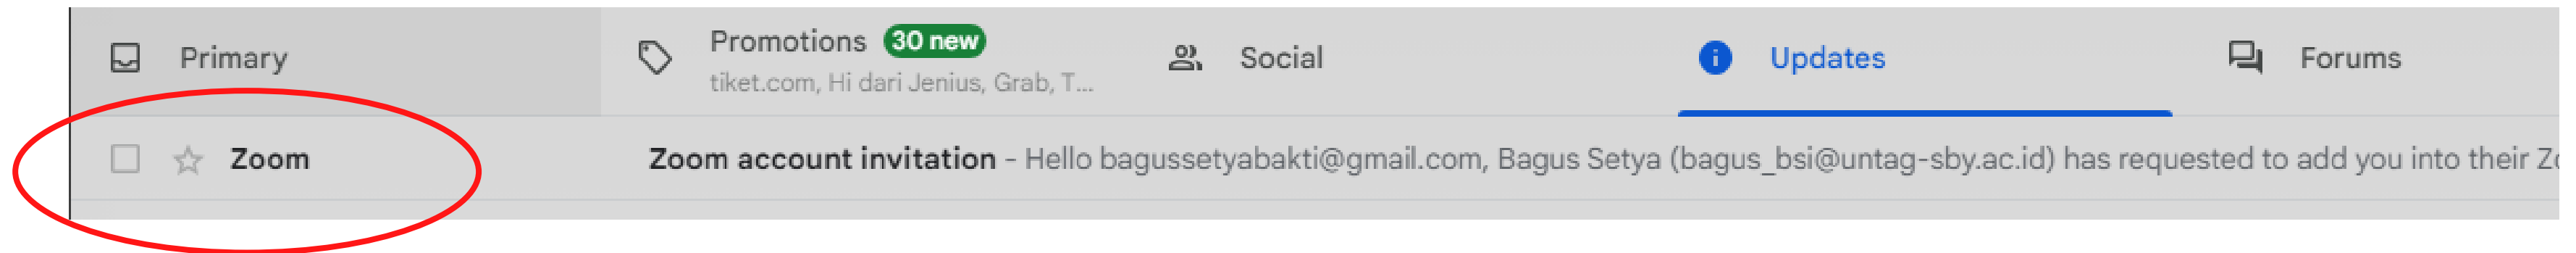 Primary
Promotions 30 new
tiket.com, Hi dari Jenius, Grab, T...
Social
Updates
Forums
Zoom
Zoom account invitation - Hello bagussetyabakti@gmail.com, Bagus Setya (bagus_bsi@untag-sby.ac.id) has requested to add you into their